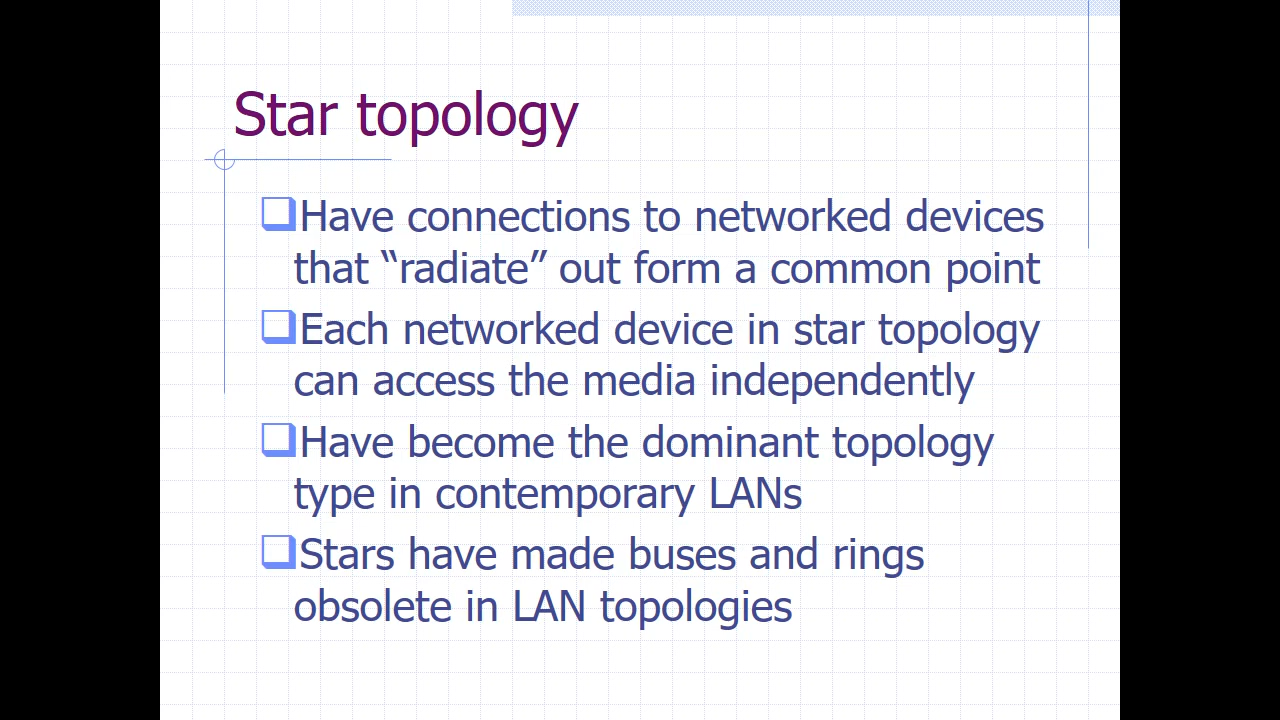 Star topology
Have connections to networked devices
that “radiate” out form a common point
Each networked device in star topology
can access the media independently
Have become the dominant topology
type in contemporary LANs
Stars have made buses and rings
obsolete in LAN topologies